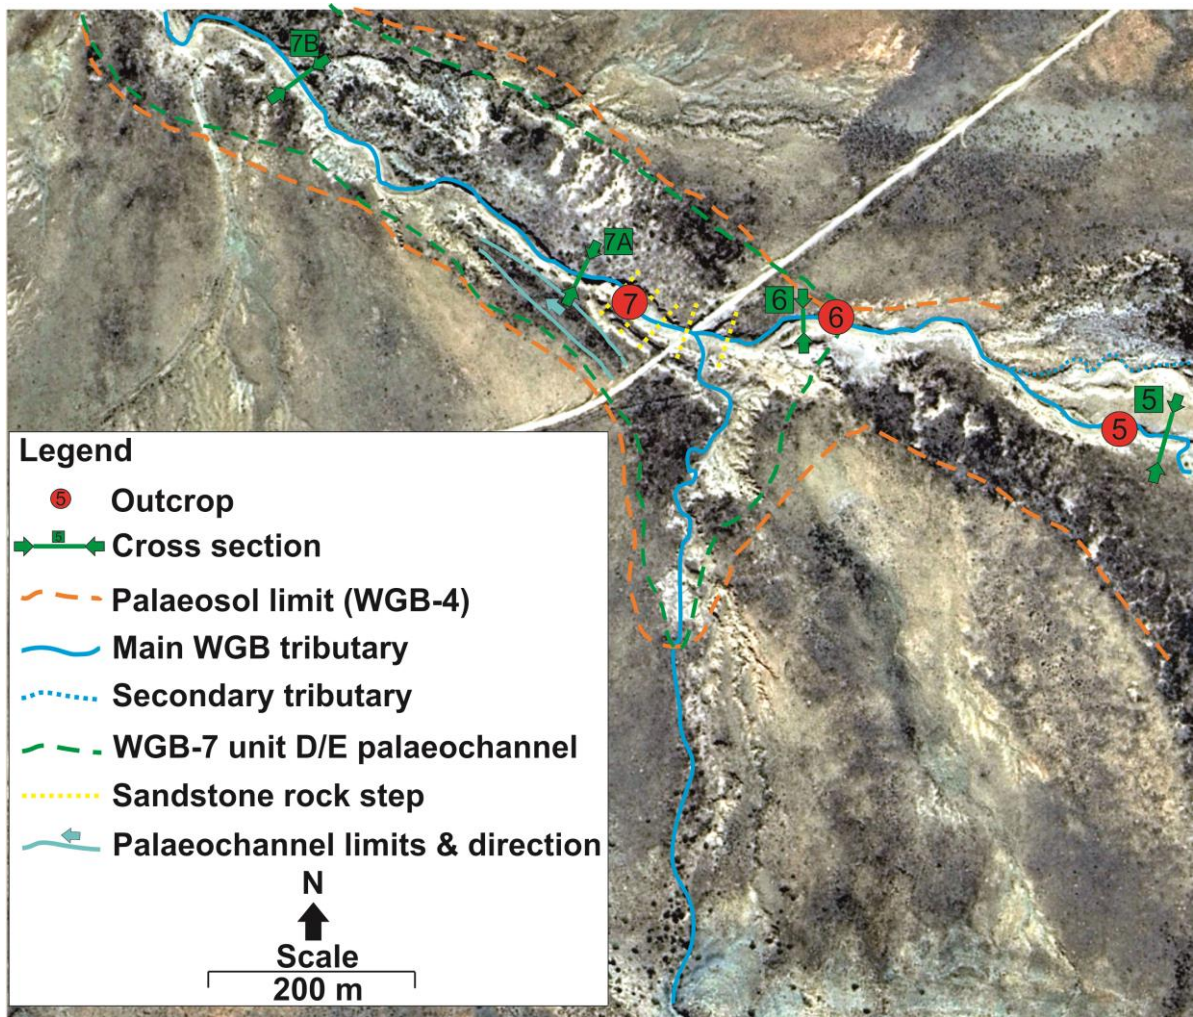 7B
7A
7
6
6
5
5
Legend
5 Outcrop
5
Cross section
Palaeosol limit (WGB-4)
Main WGB tributary
Secondary tributary
WGB-7 unit D/E palaeochannel
Sandstone rock step
Palaeochannel limits & direction
N
Scale
200 m